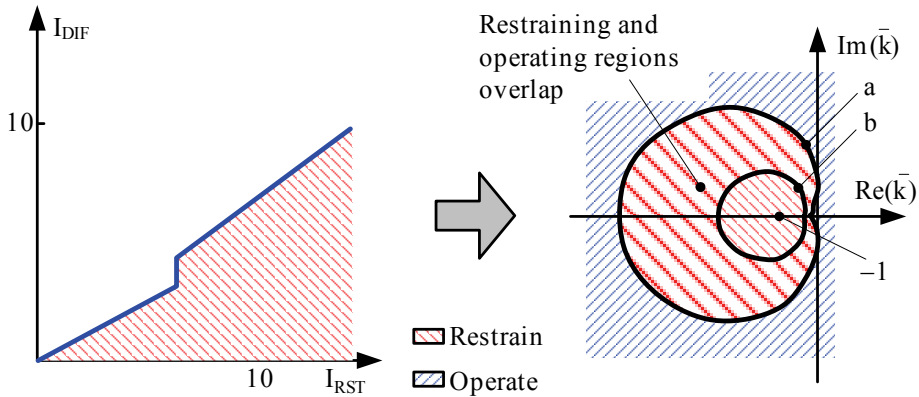 I_DIF
10
10
I_RST
Restrain
Operate
Restraining and
operating regions
overlap
Im(k̄)
a
b
Re(k̄)
–1